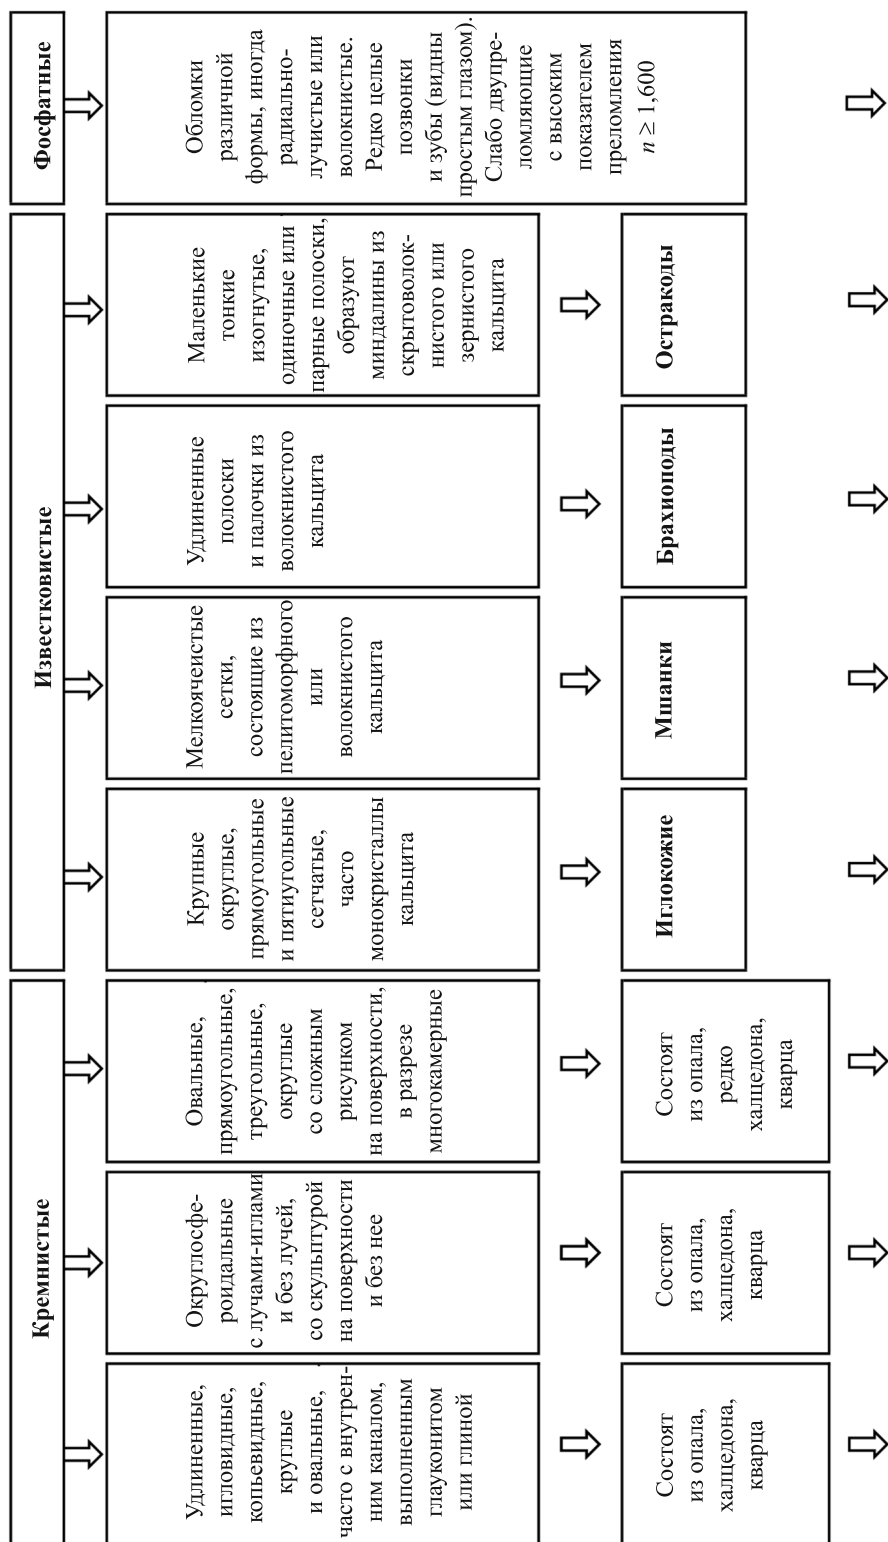 Кремнистые
Известковистые
Фосфатные
Удлиненные,
игловидные,
копьевидные,
круглые
и овальные,
часто с внутрен-
ним каналом,
выполненным
глауконитом
или глиной
Округлосфе-
роидальные
с лучами-иглами
и без лучей,
со скульптурой
на поверхности
и без нее
Овальные,
прямоугольные,
треугольные,
округлые
со сложным
рисунком
на поверхности,
в разрезе
многокамерные
Крупные
округлые,
прямоугольные
и пятиугольные
сетчатые,
часто
монокристаллы
кальцита
Мелкоячеистые
сетки,
состоящие из
пелитоморфного
или
волокнистого
кальцита
Удлиненные
полоски
и палочки из
волокнистого
кальцита
Маленькие
тонкие
изогнутые,
одиночные или
парные полоски,
образуют
миндалины из
скрытоволок-
нистого или
зернистого
кальцита
Обломки
различной
формы, иногда
радиально-
лучистые или
волокнистые.
Редко целые
позвонки
и зубы (видны
простым глазом).
Слабо двупре-
ломляющие
с высоким
показателем
преломления
n ≥ 1,600
Состоят
из опала,
халцедона,
кварца
Состоят
из опала,
халцедона,
кварца
Состоят
из опала,
редко
халцедона,
кварца
Иглокожие
Мшанки
Брахиоподы
Остракоды